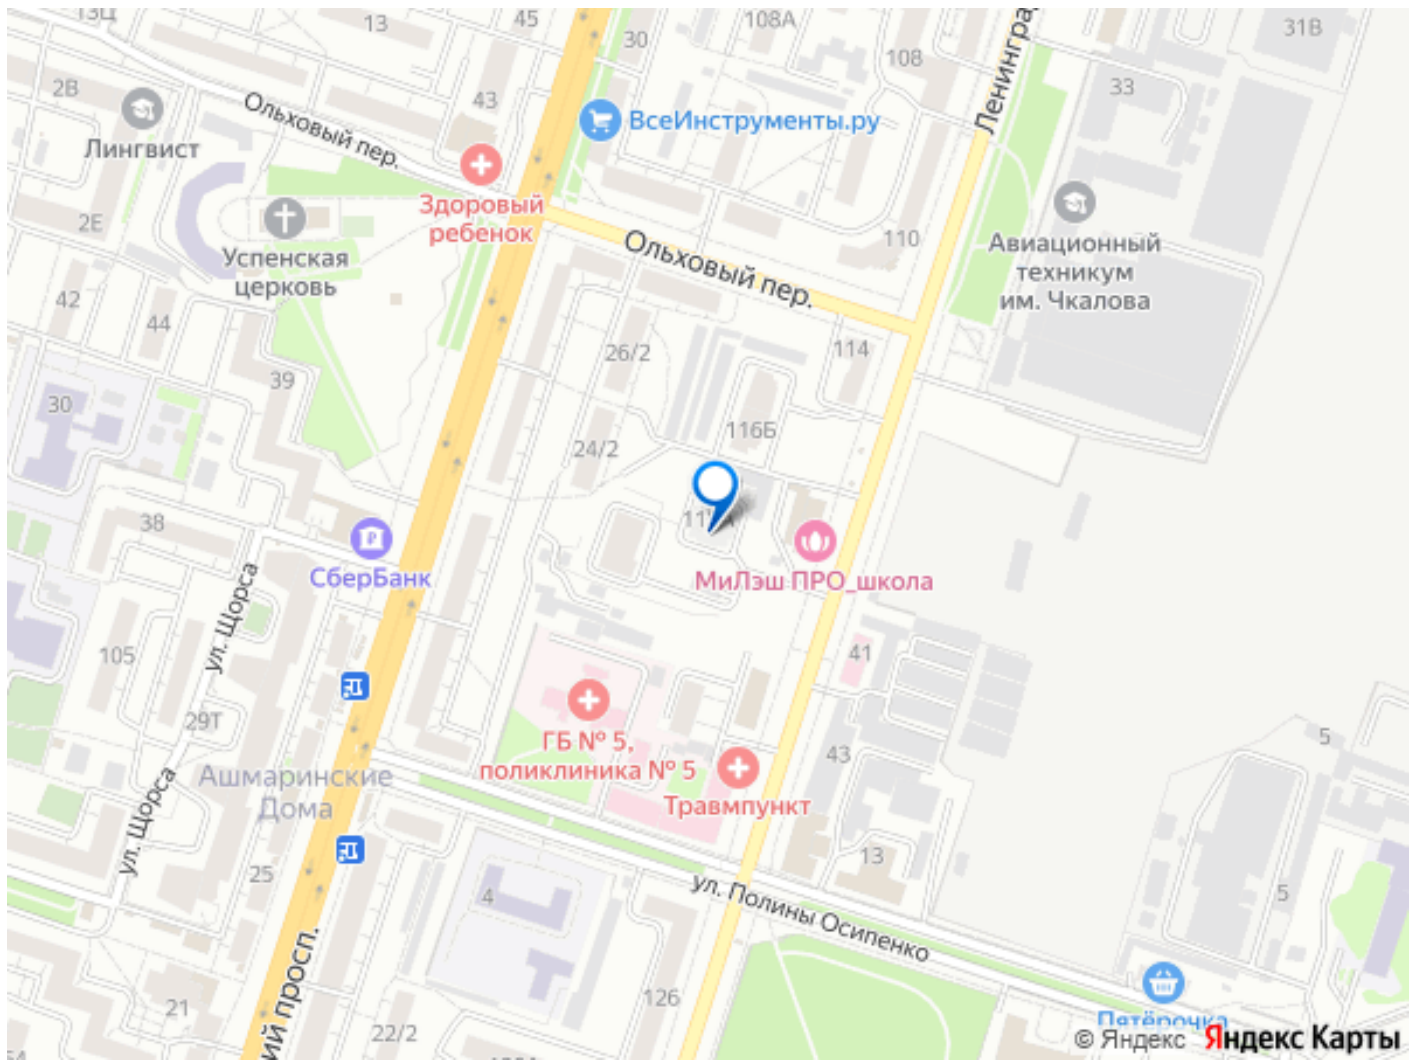 13Ц
13
45
30
108А
31В
108
33
2В
43
Ленингра
Ольховый пер.
ВсеИнструменты.ру
Лингвист
Здоровый
ребенок
2Е
Успенская
церковь
Ольховый пер.
110
Авиационный
техникум
им. Чкалова
42
44
26/2
114
39
30
116Б
24/2
38
СберБанк
МиЛэш ПРО_школа
ул. Щорса
105
41
29Т
ГБ № 5,
поликлиника № 5
43
5
Ашмаринские
Дома
Травмпункт
ул. Щорса
25
13
4
ул. Полины Осипенко
5
ий просп.
21
22/2
126
Пятёрочка
© Яндекс Яндекс Карты